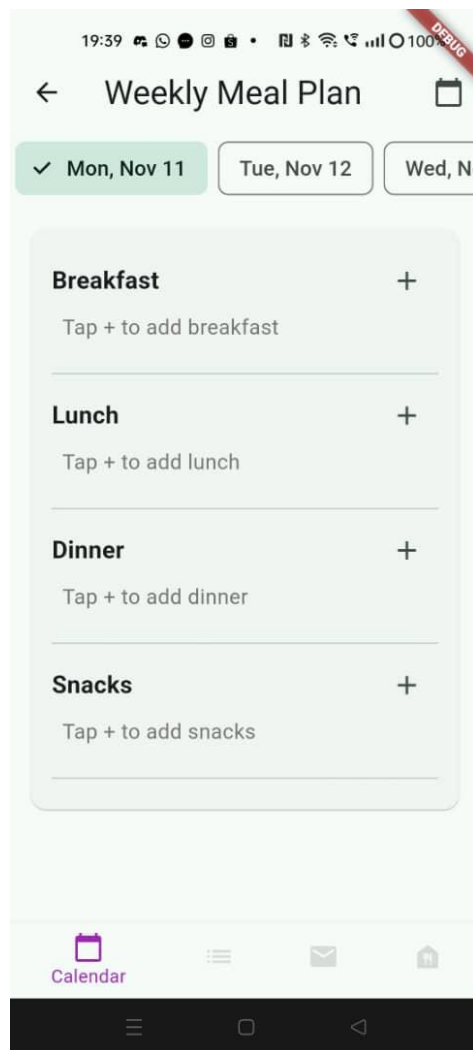 19:39
100%
DEBUG
Weekly Meal Plan
Mon, Nov 11
Tue, Nov 12
Wed, N
Breakfast
Tap + to add breakfast
Lunch
Tap + to add lunch
Dinner
Tap + to add dinner
Snacks
Tap + to add snacks
Calendar